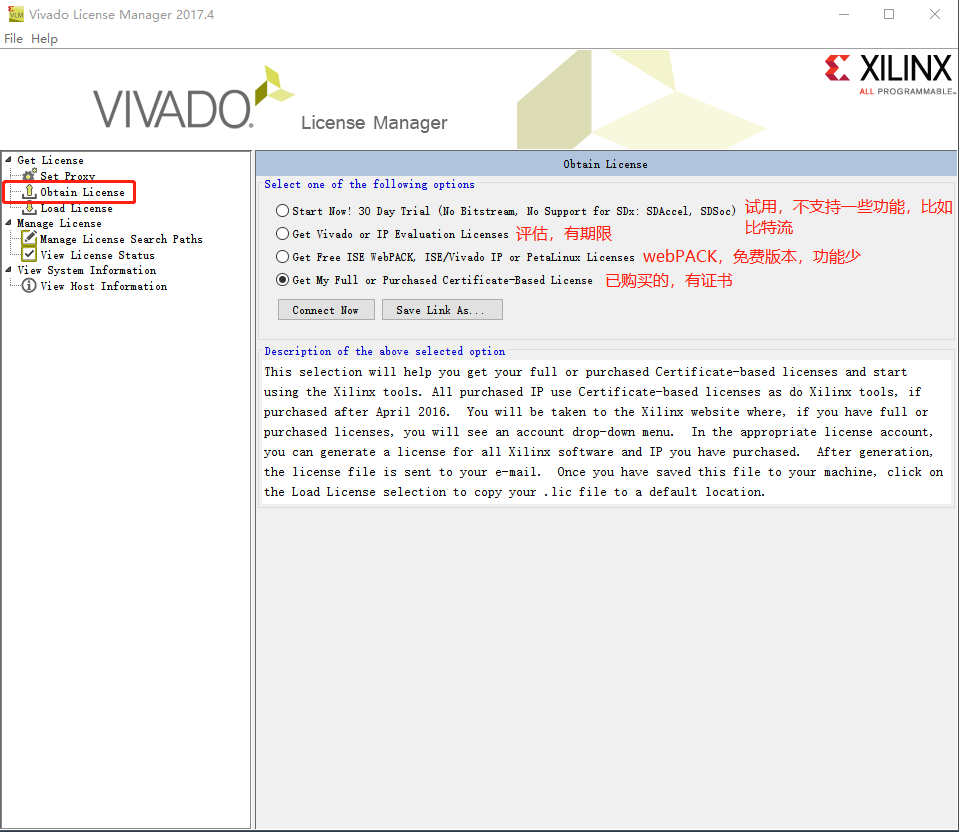 VLM
Vivado License Manager 2017.4
File Help
VIVADO.
License Manager
XILINX
ALL PROGRAMMABLE™
Get License
Set Proxy
Obtain License
Load License
Manage License
Manage License Search Paths
View License Status
View System Information
View Host Information
Obtain License
Select one of the following options
Start Now! 30 Day Trial (No Bitstream, No Support for SDx: SDAccel, SDSoc) 试用，不支持一些功能，比如
比特流
Get Vivado or IP Evaluation Licenses 评估，有期限
Get Free ISE WebPACK, ISE/Vivado IP or PetaLinux Licenses webPACK，免费版本，功能少
Get My Full or Purchased Certificate-Based License 已购买的，有证书
Connect Now Save Link As...
Description of the above selected option
This selection will help you get your full or purchased Certificate-based licenses and start
using the Xilinx tools. All purchased IP use Certificate-based licenses as do Xilinx tools, if
purchased after April 2016. You will be taken to the Xilinx website where, if you have full or
purchased licenses, you will see an account drop-down menu. In the appropriate license account,
you can generate a license for all Xilinx software and IP you have purchased. After generation,
the license file is sent to your e-mail. Once you have saved this file to your machine, click on
the Load License selection to copy your .lic file to a default location.